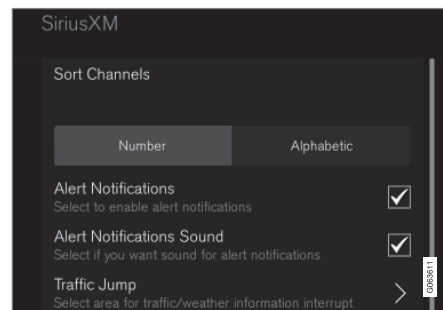 SiriusXM
Sort Channels
Number Alphabetic
Alert Notifications
Select to enable alert notifications
Alert Notifications Sound
Select if you want sound for alert notifications
Traffic Jump
Select area for traffic/weather information interrupt
G063611